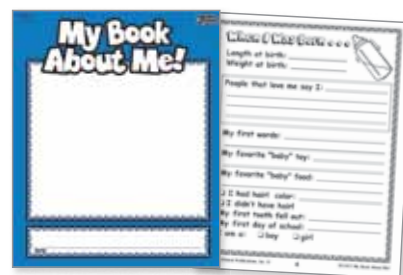 My Book
About Me!
When I Was Born . . .
Length at birth:
Weight at birth:
People that love me say I:
My first words:
My favorite "baby" toy:
My favorite "baby" food:
I had hair! color:
I didn't have hair!
My first tooth fell out:
My first day of school:
I am a: boy girl